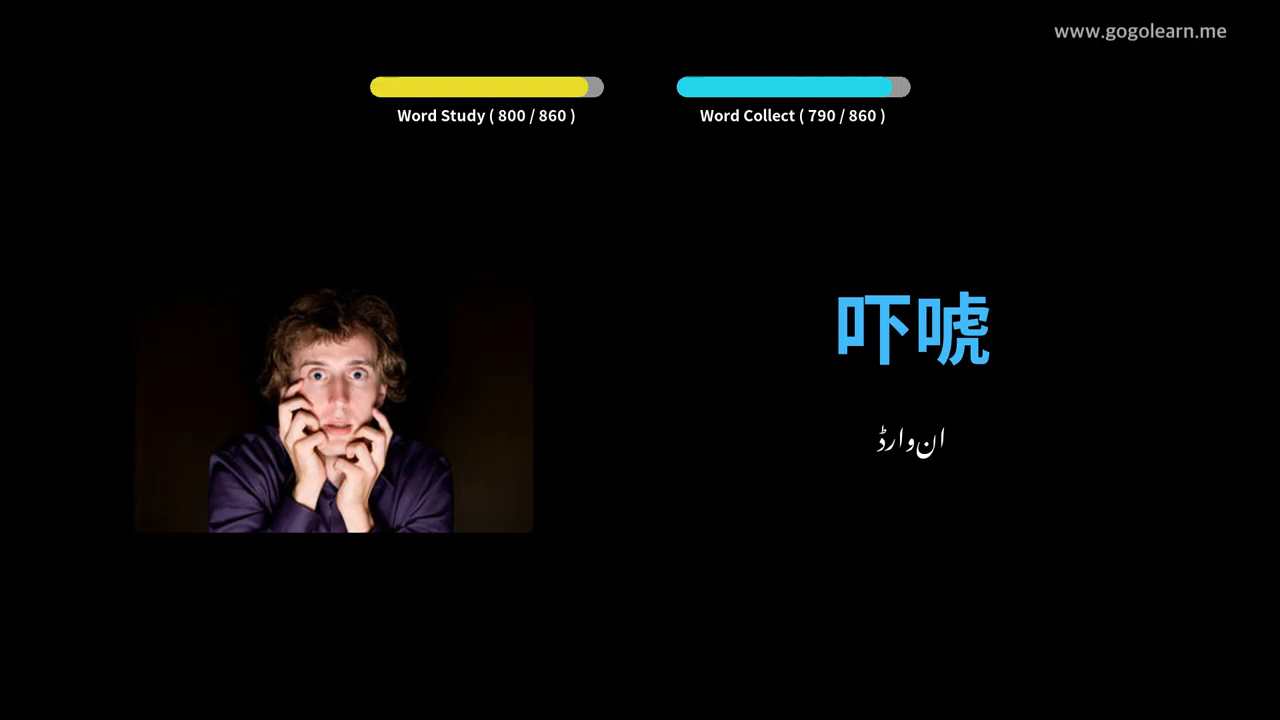 www.gogolearn.me
Word Study ( 800 / 860 )
Word Collect ( 790 / 860 )
吓唬
ان وارڈ